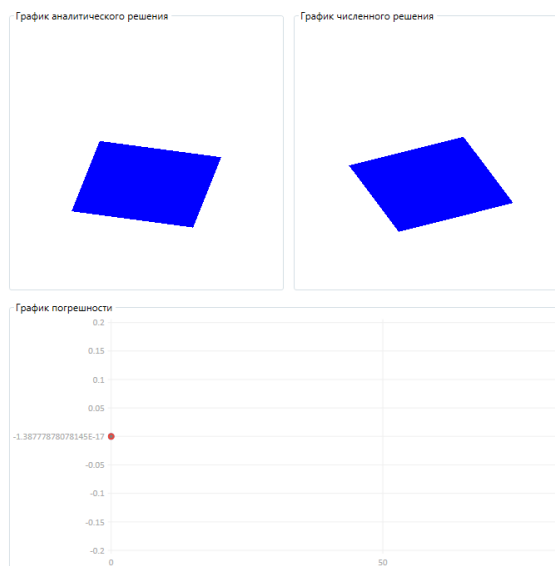 График аналитического решения
График численного решения
График погрешности
0.2
0.15
0.1
0.05
-1.38777878078145E-17
-0.05
-0.1
-0.15
-0.2
0
50